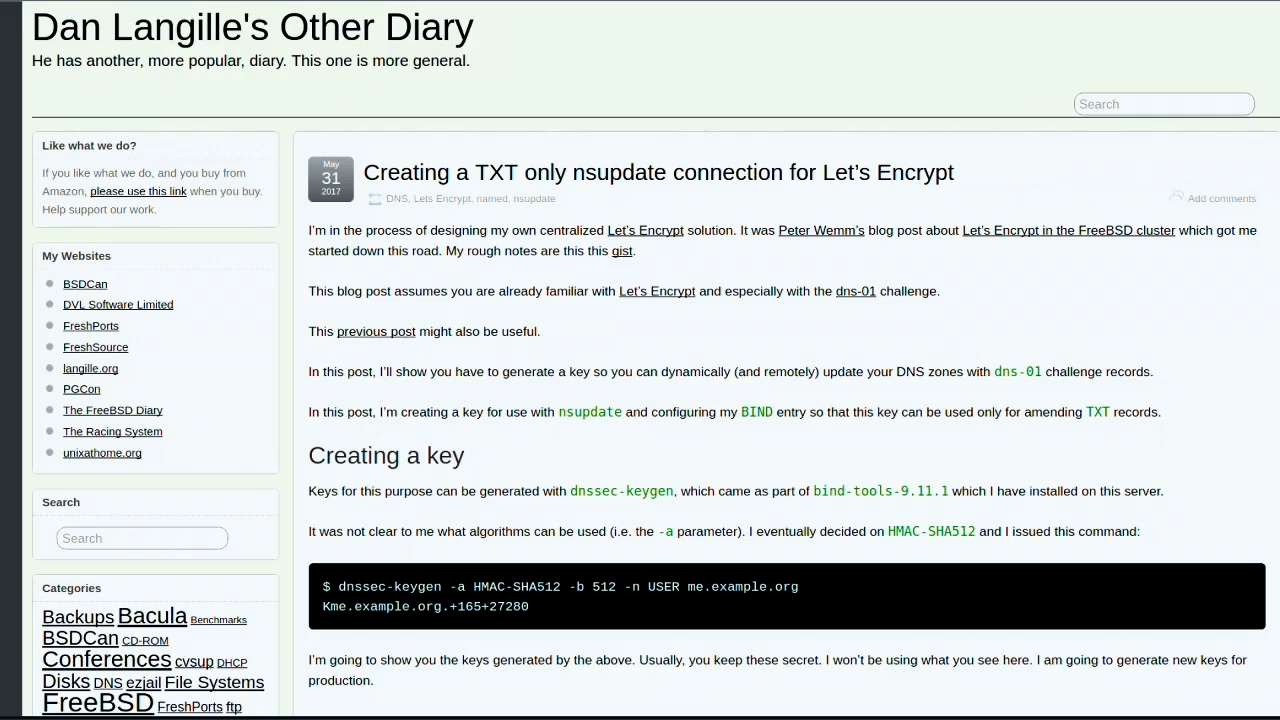 Dan Langille's Other Diary
He has another, more popular, diary. This one is more general.
Search
Like what we do?
If you like what we do, and you buy from
Amazon, please use this link when you buy.
Help support our work.
My Websites
BSDCan
DVL Software Limited
FreshPorts
FreshSource
langille.org
PGCon
The FreeBSD Diary
The Racing System
unixathome.org
Search
Search
Categories
Backups Bacula Benchmarks
BSDCan CD-ROM
Conferences cvsup DHCP
Disks DNS ezjail File Systems
FreeBSD FreshPorts ftp
May
31
2017
Creating a TXT only nsupdate connection for Let’s Encrypt
DNS, Lets Encrypt, named, nsupdate
Add comments
I’m in the process of designing my own centralized Let’s Encrypt solution. It was Peter Wemm’s blog post about Let’s Encrypt in the FreeBSD cluster which got me
started down this road. My rough notes are this this gist.
This blog post assumes you are already familiar with Let’s Encrypt and especially with the dns-01 challenge.
This previous post might also be useful.
In this post, I’ll show you have to generate a key so you can dynamically (and remotely) update your DNS zones with dns-01 challenge records.
In this post, I’m creating a key for use with nsupdate and configuring my BIND entry so that this key can be used only for amending TXT records.
Creating a key
Keys for this purpose can be generated with dnssec-keygen, which came as part of bind-tools-9.11.1 which I have installed on this server.
It was not clear to me what algorithms can be used (i.e. the -a parameter). I eventually decided on HMAC-SHA512 and I issued this command:
$ dnssec-keygen -a HMAC-SHA512 -b 512 -n USER me.example.org
Kme.example.org.+165+27280
I’m going to show you the keys generated by the above. Usually, you keep these secret. I won’t be using what you see here. I am going to generate new keys for
production.